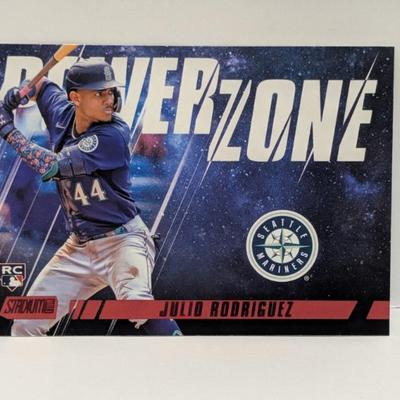 POWER
ZONE
44
SEATTLE
MARINERS
®
RC
STADIUM
JULIO RODRIGUEZ